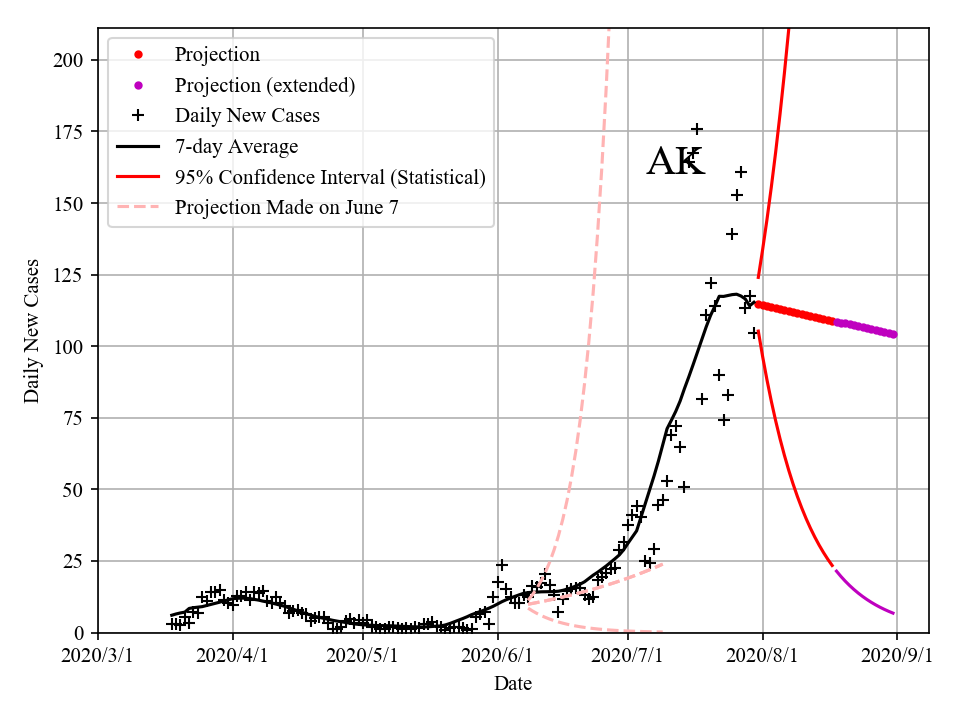 Projection
Projection (extended)
Daily New Cases
7-day Average
95% Confidence Interval (Statistical)
Projection Made on June 7
AK
200
175
150
125
100
75
50
25
0
Daily New Cases
2020/3/1 2020/4/1 2020/5/1 2020/6/1 2020/7/1 2020/8/1 2020/9/1
Date